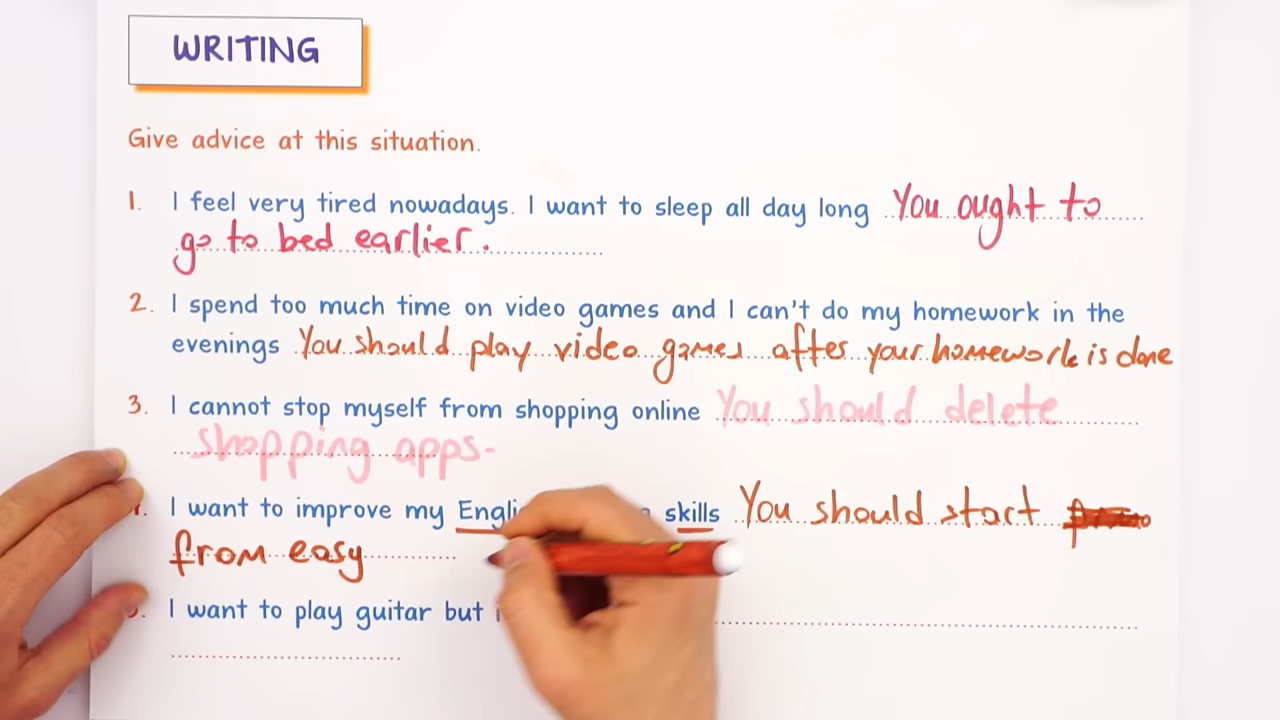 WRITING
Give advice at this situation.
1. I feel very tired nowadays. I want to sleep all day long You ought to
go to bed earlier.
2. I spend too much time on video games and I can't do my homework in the
evenings You should play video games after your homework is done
3. I cannot stop myself from shopping online You should delete
shopping apps.
I want to improve my skills You should start
from easy
I want to play guitar but